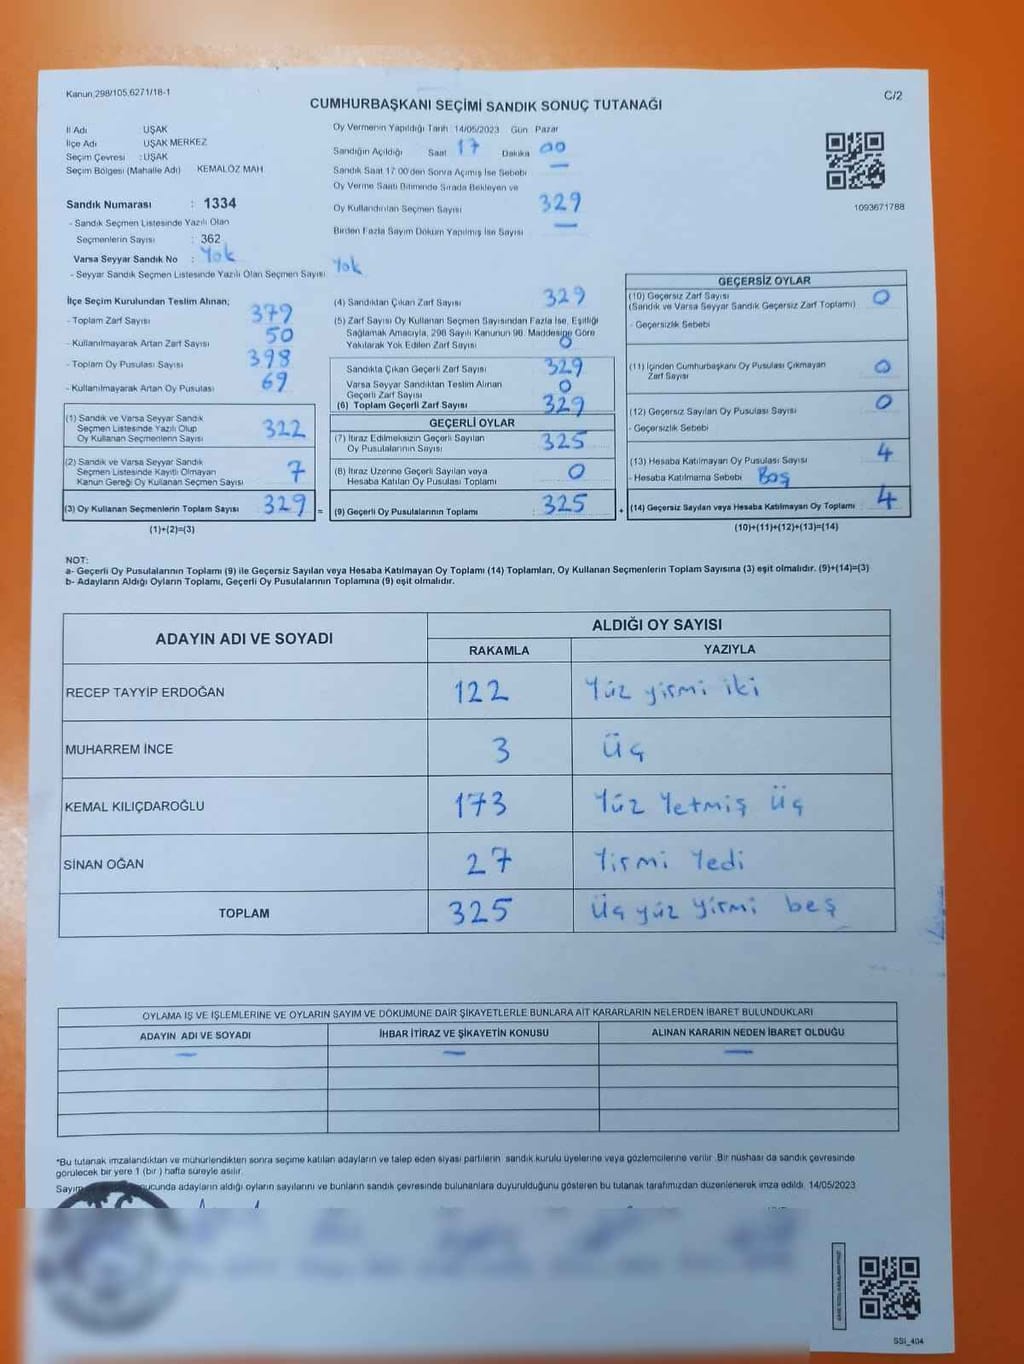 Kanun 298/105,6271/18-1
C/2
CUMHURBAŞKANI SEÇİMİ SANDIK SONUÇ TUTANAĞI
İl Adı UŞAK
İlçe Adı UŞAK MERKEZ
Seçim Çevresi : UŞAK
Seçim Bölgesi (Mahalle Adı) KEMALÖZ MAH
Oy Vermenin Yapıldığı Tarih 14/05/2023 Gün Pazar
Sandığın Açıldığı Saat 17 Dakika 00
Sandık Saat 17 00'den Sonra Açılmış İse Sebebi —
Oy Verme Saati Bitiminde Sırada Bekleyen ve
Oy Kullandırılan Seçmen Sayısı 329
Birden Fazla Sayım Döküm Yapılmış İse Sayısı —
1093671788
Sandık Numarası : 1334
- Sandık Seçmen Listesinde Yazılı Olan
Seçmenlerin Sayısı : 362
Varsa Seyyar Sandık No : Yok
- Seyyar Sandık Seçmen Listesinde Yazılı Olan Seçmen Sayısı Yok
İlçe Seçim Kurulundan Teslim Alınan;
- Toplam Zarf Sayısı 379
- Kullanılmayarak Artan Zarf Sayısı 50
- Toplam Oy Pusulası Sayısı 398
- Kullanılmayarak Artan Oy Pusulası 69
(1) Sandık ve Varsa Seyyar Sandık
Seçmen Listesinde Yazılı Olup
Oy Kullanan Seçmenlerin Sayısı 322
(2) Sandık ve Varsa Seyyar Sandık
Seçmen Listesinde Kayıtlı Olmayan
Kanun Gereği Oy Kullanan Seçmen Sayısı 7
(3) Oy Kullanan Seçmenlerin Toplam Sayısı 329 =
(1)+(2)=(3)
(4) Sandıktan Çıkan Zarf Sayısı 329
(5) Zarf Sayısı Oy Kullanan Seçmen Sayısından Fazla İse, Eşitliği
Sağlamak Amacıyla, 298 Sayılı Kanunun 98. Maddesine Göre
Yakılarak Yok Edilen Zarf Sayısı 0
Sandıkta Çıkan Geçerli Zarf Sayısı 329
Varsa Seyyar Sandıktan Teslim Alınan
Geçerli Zarf Sayısı 0
(6) Toplam Geçerli Zarf Sayısı 329
GEÇERLİ OYLAR
(7) İtiraz Edilmeksizin Geçerli Sayılan
Oy Pusulalarının Sayısı 325
(8) İtiraz Üzerine Geçerli Sayılan veya
Hesaba Katılan Oy Pusulası Toplamı 0
(9) Geçerli Oy Pusulalarının Toplamı : 325 +
GEÇERSİZ OYLAR
(10) Geçersiz Zarf Sayısı 0
(Sandık ve Varsa Seyyar Sandık Geçersiz Zarf Toplamı)
- Geçersizlik Sebebi
(11) İçinden Cumhurbaşkanı Oy Pusulası Çıkmayan
Zarf Sayısı 0
(12) Geçersiz Sayılan Oy Pusulası Sayısı 0
- Geçersizlik Sebebi
(13) Hesaba Katılmayan Oy Pusulası Sayısı 4
- Hesaba Katılmama Sebebi Boş
(14) Geçersiz Sayılan veya Hesaba Katılmayan Oy Toplamı : 4
(10)+(11)+(12)+(13)=(14)
NOT:
a- Geçerli Oy Pusulalarının Toplamı (9) ile Geçersiz Sayılan veya Hesaba Katılmayan Oy Toplamı (14) Toplamları, Oy Kullanan Seçmenlerin Toplam Sayısına (3) eşit olmalıdır. (9)+(14)=(3)
b- Adayların Aldığı Oyların Toplamı, Geçerli Oy Pusulalarının Toplamına (9) eşit olmalıdır.
ADAYIN ADI VE SOYADI
ALDIĞI OY SAYISI
RAKAMLA YAZIYLA
RECEP TAYYİP ERDOĞAN 122 Yüz yirmi iki
MUHARREM İNCE 3 Üç
KEMAL KILIÇDAROĞLU 173 Yüz Yetmiş Üç
SİNAN OĞAN 27 Yirmi Yedi
TOPLAM 325 Üç yüz yirmi beş
OYLAMA İŞ VE İŞLEMLERİNE VE OYLARIN SAYIM VE DÖKÜMÜNE DAİR ŞİKAYETLERLE BUNLARA AİT KARARLARIN NELERDEN İBARET BULUNDUKLARI
ADAYIN ADI VE SOYADI İHBAR İTİRAZ VE ŞİKAYETİN KONUSU ALINAN KARARIN NEDEN İBARET OLDUĞU
— — —
*Bu tutanak imzalandıktan ve mühürlendikten sonra seçime katılan adayların ve talep eden siyasi partilerin sandık kurulu üyelerine veya gözlemcilerine verilir. Bir nüshası da sandık çevresinde
görülecek bir yere 1 (bir) hafta süreyle asılır.
Sayım sonucunda adayların aldığı oyların sayılarını ve bunların sandık çevresinde bulunanlara duyurulduğunu gösteren bu tutanak tarafımızdan düzenlenerek imza edildi. 14/05/2023
SSI_404